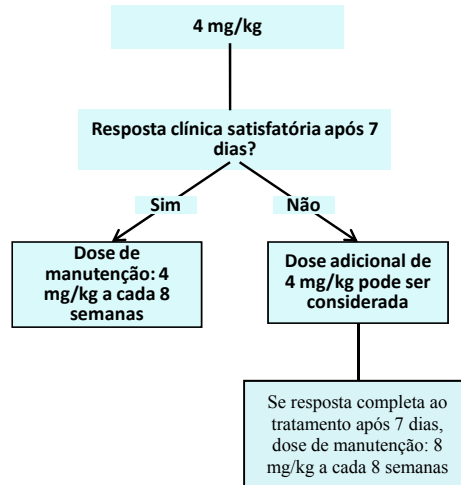 4 mg/kg
Resposta clínica satisfatória após 7
dias?
Sim
Não
Dose de
manutenção: 4
mg/kg a cada 8
semanas
Dose adicional de
4 mg/kg pode ser
considerada
Se resposta completa ao
tratamento após 7 dias,
dose de manutenção: 8
mg/kg a cada 8 semanas